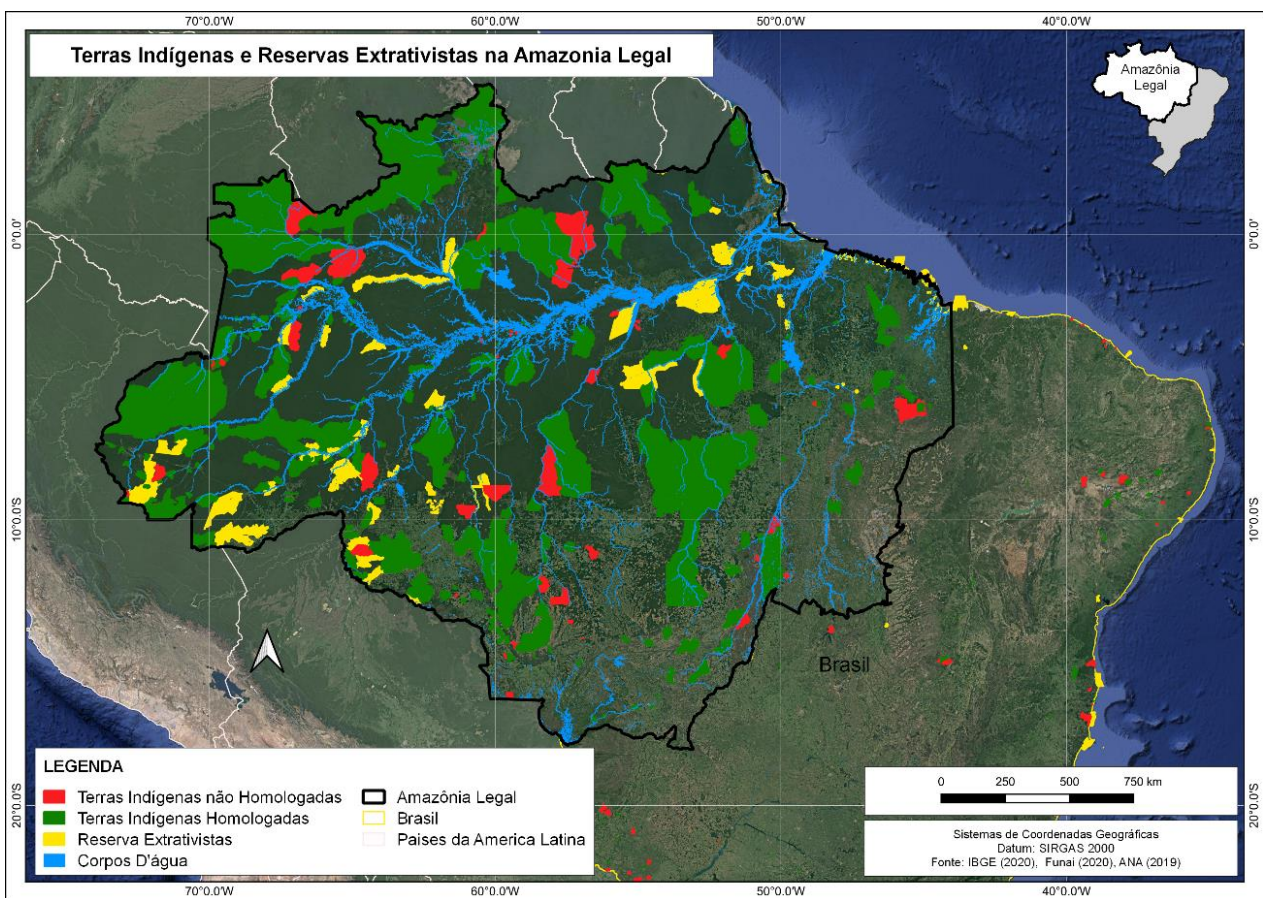 70°0.0'W 60°0.0'W 50°0.0'W 40°0.0'W
Terras Indígenas e Reservas Extrativistas na Amazonia Legal
Amazônia
Legal
0°0.0' 0°0.0'
10°0.0'S 10°0.0'S
Brasil
LEGENDA
Terras Indígenas não Homologadas
Terras Indígenas Homologadas
Reserva Extrativistas
Corpos D'água
Amazônia Legal
Brasil
Paises da America Latina
0 250 500 750 km
20°0.0'S 20°0.0'S
Sistemas de Coordenadas Geográficas
Datum: SIRGAS 2000
Fonte: IBGE (2020), Funai (2020), ANA (2019)
70°0.0'W 60°0.0'W 50°0.0'W 40°0.0'W